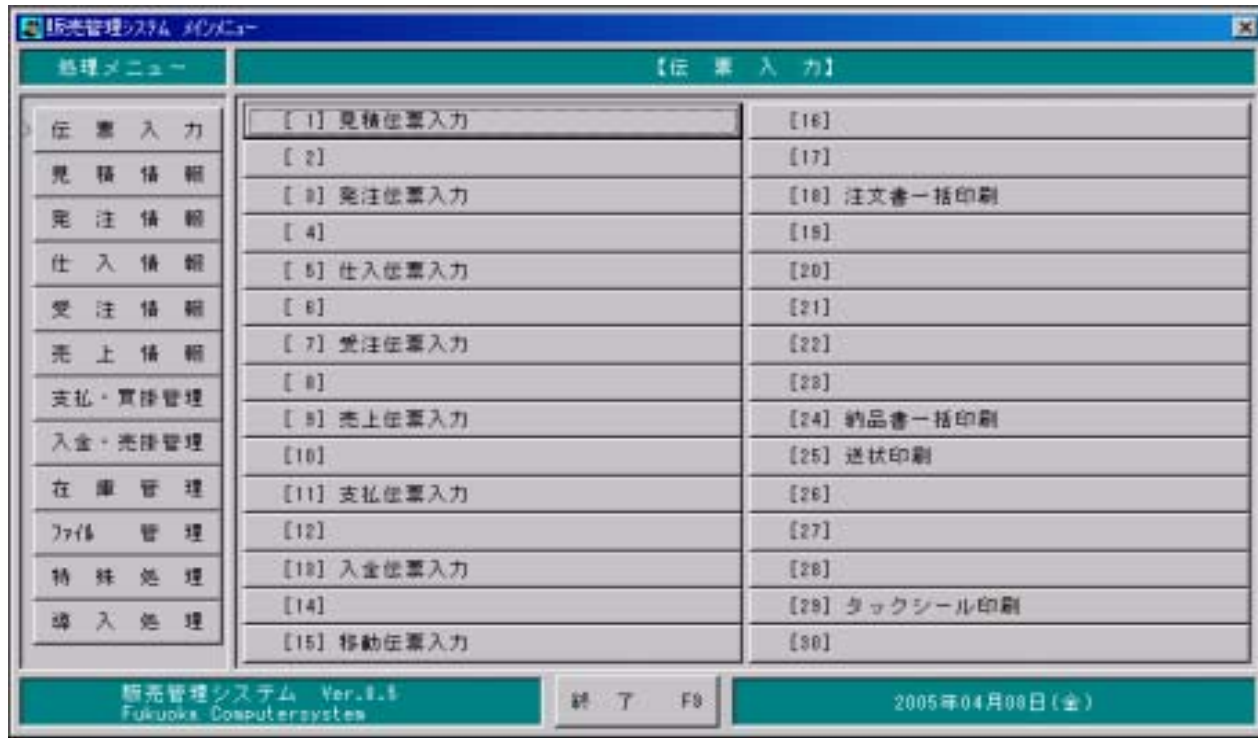 販売管理システム メインメニュー
処理メニュー
【伝 票 入 力】
伝 票 入 力
見 積 情 報
発 注 情 報
仕 入 情 報
受 注 情 報
売 上 情 報
支払・買掛管理
入金・売掛管理
在 庫 管 理
ファイル 管 理
特 殊 処 理
導 入 処 理
[ 1] 見積伝票入力
[ 2]
[ 3] 発注伝票入力
[ 4]
[ 5] 仕入伝票入力
[ 6]
[ 7] 受注伝票入力
[ 8]
[ 9] 売上伝票入力
[10]
[11] 支払伝票入力
[12]
[13] 入金伝票入力
[14]
[15] 移動伝票入力
[16]
[17]
[18] 注文書一括印刷
[19]
[20]
[21]
[22]
[23]
[24] 納品書一括印刷
[25] 送状印刷
[26]
[27]
[28]
[29] タックシール印刷
[30]
販売管理システム Ver.
Fukuoka Computersystem
終 了 F9
2005年04月08日(金)